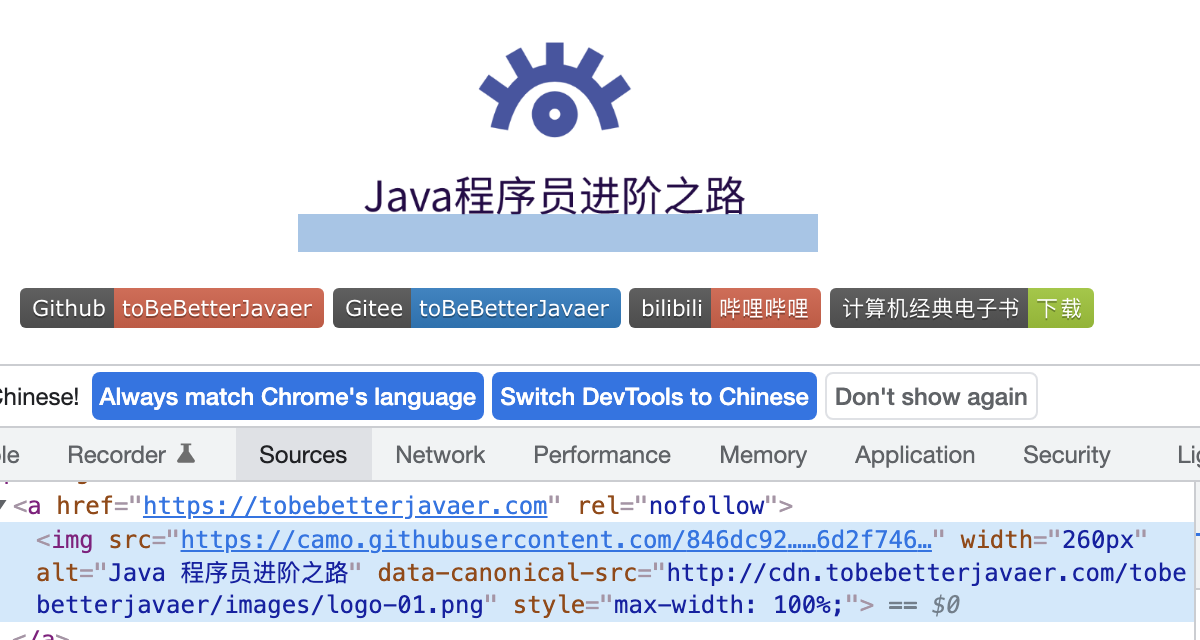 Java程序员进阶之路
Github toBeBetterJavaer Gitee toBeBetterJavaer bilibili 哔哩哔哩 计算机经典电子书 下载
Chinese! Always match Chrome's language Switch DevTools to Chinese Don't show again
Recorder Sources Network Performance Memory Application Security
<a href="https://tobebetterjavaer.com" rel="nofollow">
<img src="https://camo.githubusercontent.com/846dc92……6d2f746…" width="260px"
alt="Java 程序员进阶之路" data-canonical-src="http://cdn.tobebetterjavaer.com/tobe
betterjavaer/images/logo-01.png" style="max-width: 100%;"> == $0
</a>